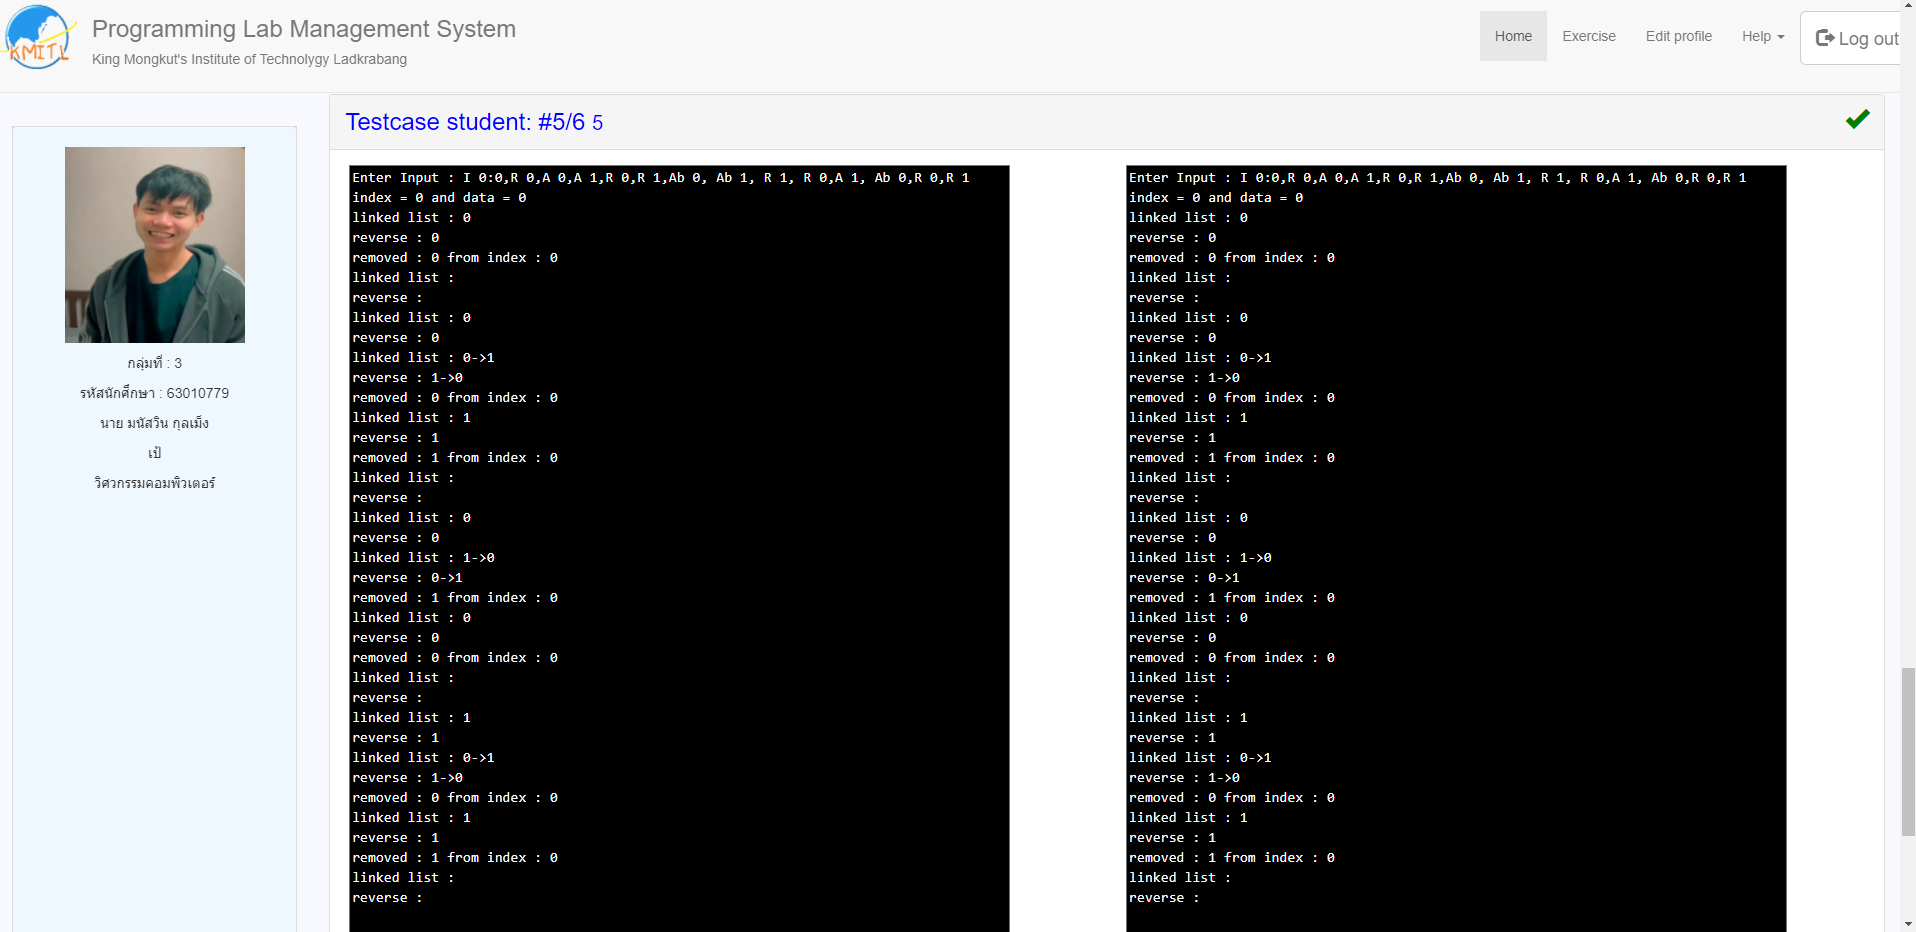 KMITL
Programming Lab Management System
King Mongkut's Institute of Technolygy Ladkrabang
Home
Exercise
Edit profile
Help
Log out
กลุ่มที่ : 3
รหัสนักศึกษา : 63010779
นาย มนัสวิน กุลเม็ง
เป้
วิศวกรรมคอมพิวเตอร์
Testcase student: #5/6 5
Enter Input : I 0:0,R 0,A 0,A 1,R 0,R 1,Ab 0, Ab 1, R 1, R 0,A 1, Ab 0,R 0,R 1
index = 0 and data = 0
linked list : 0
reverse : 0
removed : 0 from index : 0
linked list :
reverse :
linked list : 0
reverse : 0
linked list : 0->1
reverse : 1->0
removed : 0 from index : 0
linked list : 1
reverse : 1
removed : 1 from index : 0
linked list :
reverse :
linked list : 0
reverse : 0
linked list : 1->0
reverse : 0->1
removed : 1 from index : 0
linked list : 0
reverse : 0
removed : 0 from index : 0
linked list :
reverse :
linked list : 1
reverse : 1
linked list : 0->1
reverse : 1->0
removed : 0 from index : 0
linked list : 1
reverse : 1
removed : 1 from index : 0
linked list :
reverse :
Enter Input : I 0:0,R 0,A 0,A 1,R 0,R 1,Ab 0, Ab 1, R 1, R 0,A 1, Ab 0,R 0,R 1
index = 0 and data = 0
linked list : 0
reverse : 0
removed : 0 from index : 0
linked list :
reverse :
linked list : 0
reverse : 0
linked list : 0->1
reverse : 1->0
removed : 0 from index : 0
linked list : 1
reverse : 1
removed : 1 from index : 0
linked list :
reverse :
linked list : 0
reverse : 0
linked list : 1->0
reverse : 0->1
removed : 1 from index : 0
linked list : 0
reverse : 0
removed : 0 from index : 0
linked list :
reverse :
linked list : 1
reverse : 1
linked list : 0->1
reverse : 1->0
removed : 0 from index : 0
linked list : 1
reverse : 1
removed : 1 from index : 0
linked list :
reverse :